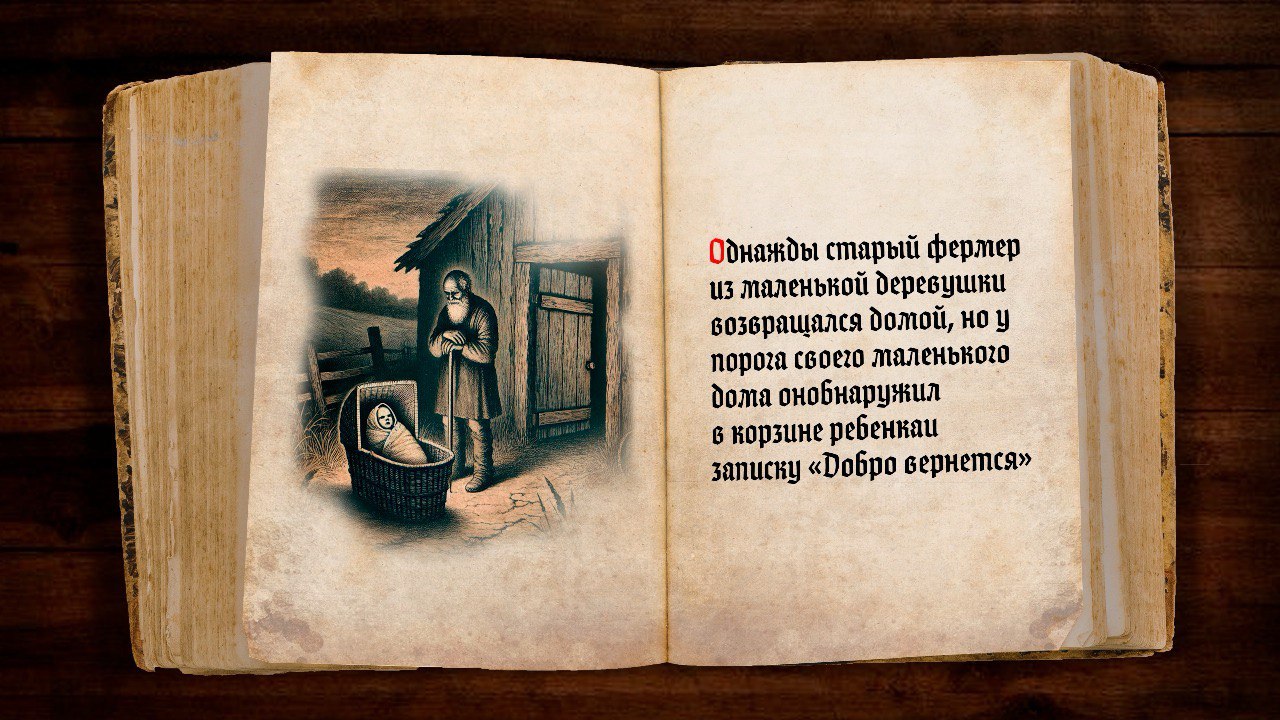 Однажды старый фермер
из маленькой деревушки
возвращался домой, но у
порога своего маленького
дома онобнаружил
в корзине ребенкаи
записку «Добро вернется»